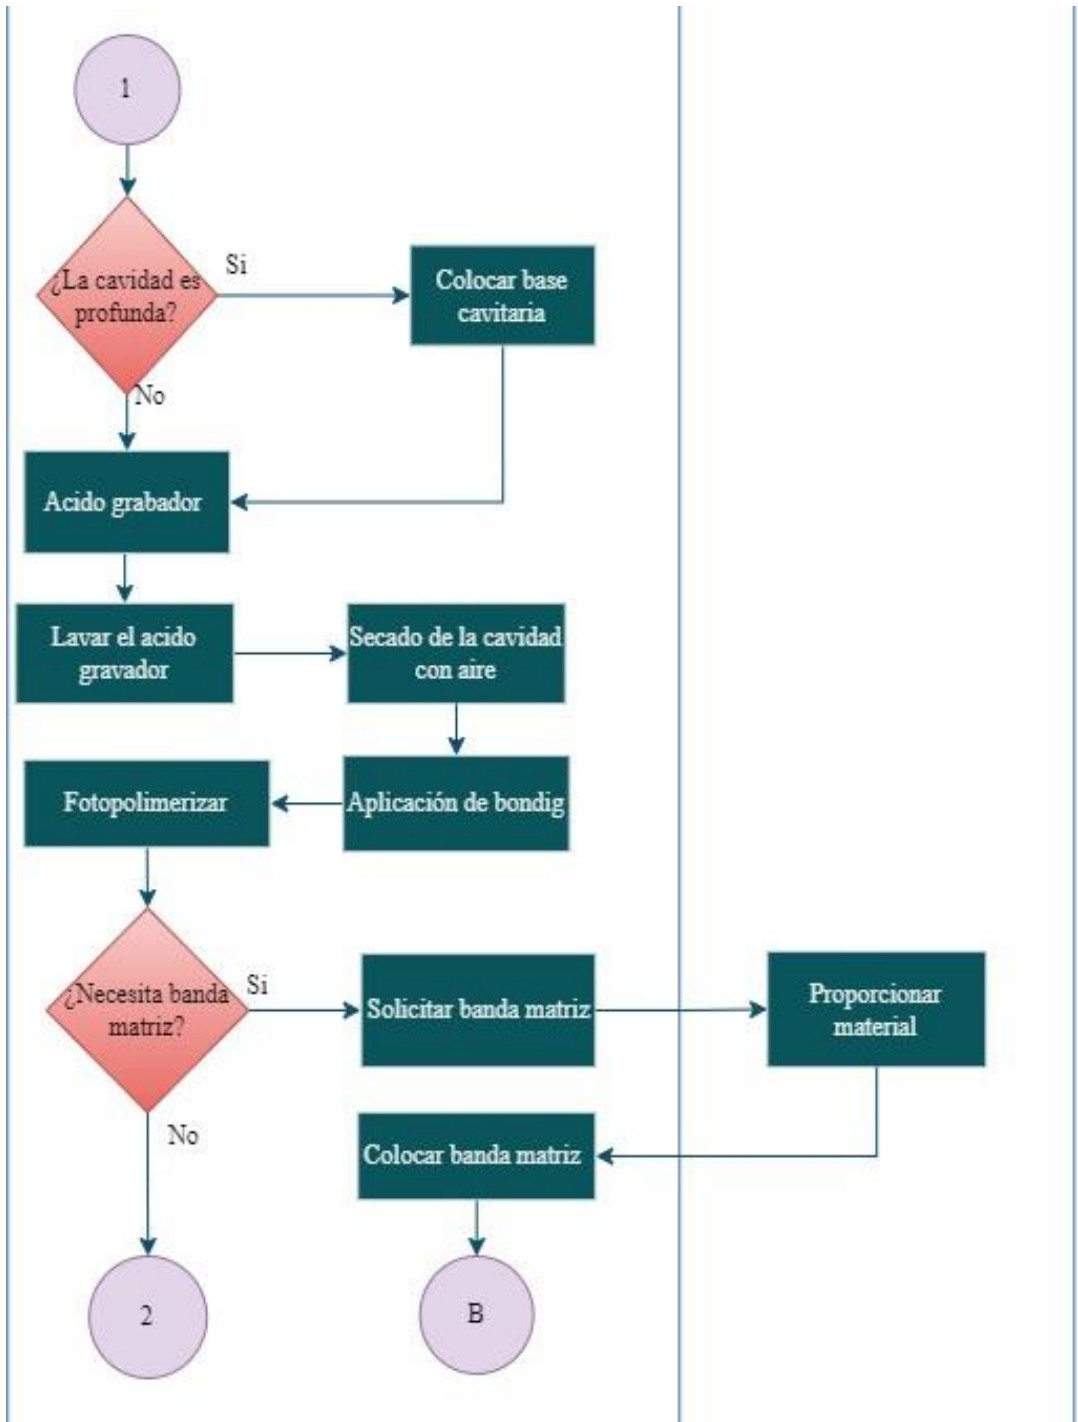 1
¿La cavidad es
profunda?
Si
Colocar base
cavitaria
No
Acido grabador
Lavar el acido
gravador
Secado de la cavidad
con aire
Aplicación de bondig
Fotopolimerizar
¿Necesita banda
matriz?
Si
Solicitar banda matriz
Proporcionar
material
No
Colocar banda matriz
2
B